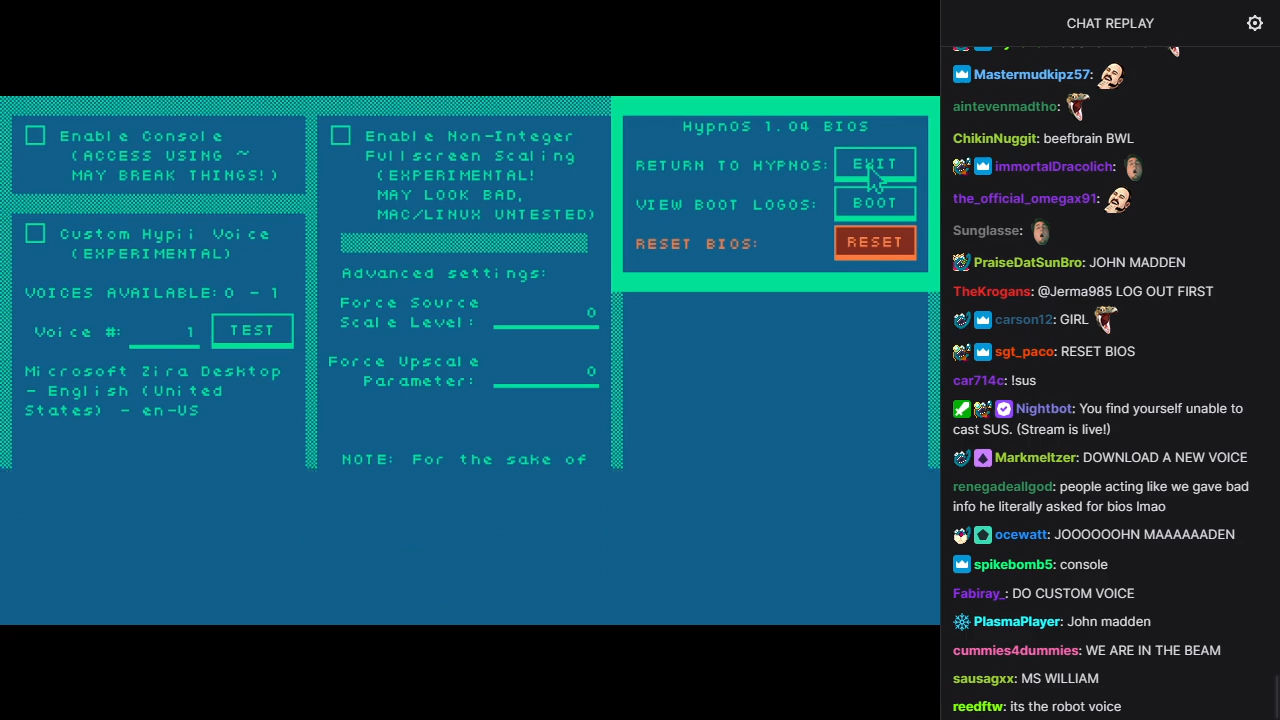 Enable Console
(ACCESS USING ~
MAY BREAK THINGS!)
Custom Hypii Voice
(EXPERIMENTAL)
VOICES AVAILABLE: 0 - 1
Voice #: 1 TEST
Microsoft Zira Desktop
- English (United
States) - en-US
Enable Non-Integer
Fullscreen Scaling
(EXPERIMENTAL!
MAY LOOK BAD,
MAC/LINUX UNTESTED)
Advanced settings:
Force Source
Scale Level: 0
Force Upscale
Parameter: 0
NOTE: For the sake of
HypnOS 1.04 BIOS
RETURN TO HYPNOS: EXIT
VIEW BOOT LOGOS: BOOT
RESET BIOS: RESET
CHAT REPLAY
Mastermudkipz57:
aintevenmadtho:
ChikinNuggit: beefbrain BWL
immortalDracolich:
the_official_omegax91:
Sunglasse:
PraiseDatSunBro: JOHN MADDEN
TheKrogans: @Jerma985 LOG OUT FIRST
carson12: GIRL
sgt_paco: RESET BIOS
car714c: !sus
Nightbot: You find yourself unable to
cast SUS. (Stream is live!)
Markmeltzer: DOWNLOAD A NEW VOICE
renegadeallgod: people acting like we gave bad
info he literally asked for bios lmao
ocewatt: JOOOOOOHN MAAAAAADEN
spikebomb5: console
Fabiray_: DO CUSTOM VOICE
PlasmaPlayer: John madden
cummies4dummies: WE ARE IN THE BEAM
sausagxx: MS WILLIAM
reedftw: its the robot voice